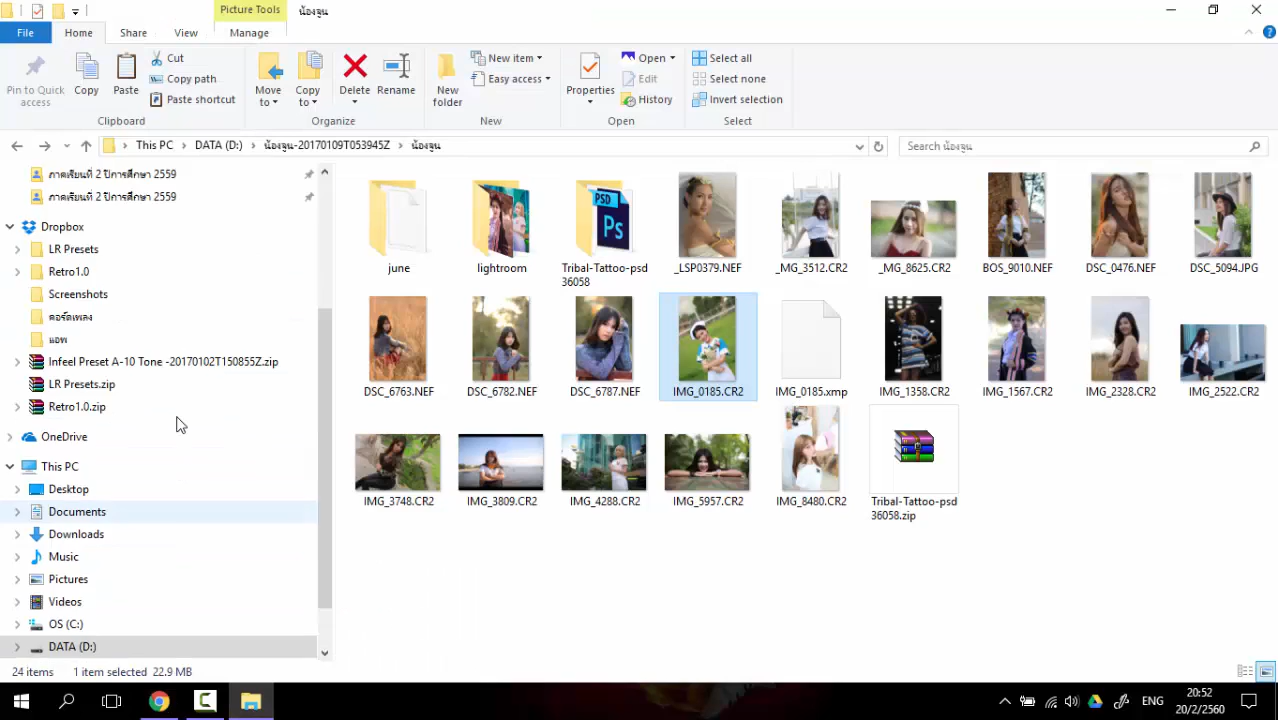 Picture Tools
น้องจูน
File
Home
Share
View
Manage
Pin to Quick access
Copy
Paste
Cut
Copy path
Paste shortcut
Clipboard
Move to
Copy to
Delete
Rename
Organize
New folder
New item
Easy access
New
Properties
Open
Edit
History
Open
Select all
Select none
Invert selection
Select
This PC
DATA (D:)
น้องจูน-20170109T053945Z
น้องจูน
Search น้องจูน
ภาคเรียนที่ 2 ปีการศึกษา 2559
ภาคเรียนที่ 2 ปีการศึกษา 2559
Dropbox
LR Presets
Retro1.0
Screenshots
คอร์ดเพลง
แอพ
Infeel Preset A-10 Tone -20170102T150855Z.zip
LR Presets.zip
Retro1.0.zip
OneDrive
This PC
Desktop
Documents
Downloads
Music
Pictures
Videos
OS (C:)
DATA (D:)
june
lightroom
PSD
Ps
Tribal-Tattoo-psd
36058
_LSP0379.NEF
_MG_3512.CR2
_MG_8625.CR2
BOS_9010.NEF
DSC_0476.NEF
DSC_5094.JPG
DSC_6763.NEF
DSC_6782.NEF
DSC_6787.NEF
IMG_0185.CR2
IMG_0185.xmp
IMG_1358.CR2
IMG_1567.CR2
IMG_2328.CR2
IMG_2522.CR2
IMG_3748.CR2
IMG_3809.CR2
IMG_4288.CR2
IMG_5957.CR2
IMG_8480.CR2
Tribal-Tattoo-psd
36058.zip
24 items
1 item selected 22.9 MB
ENG
20:52
20/2/2560